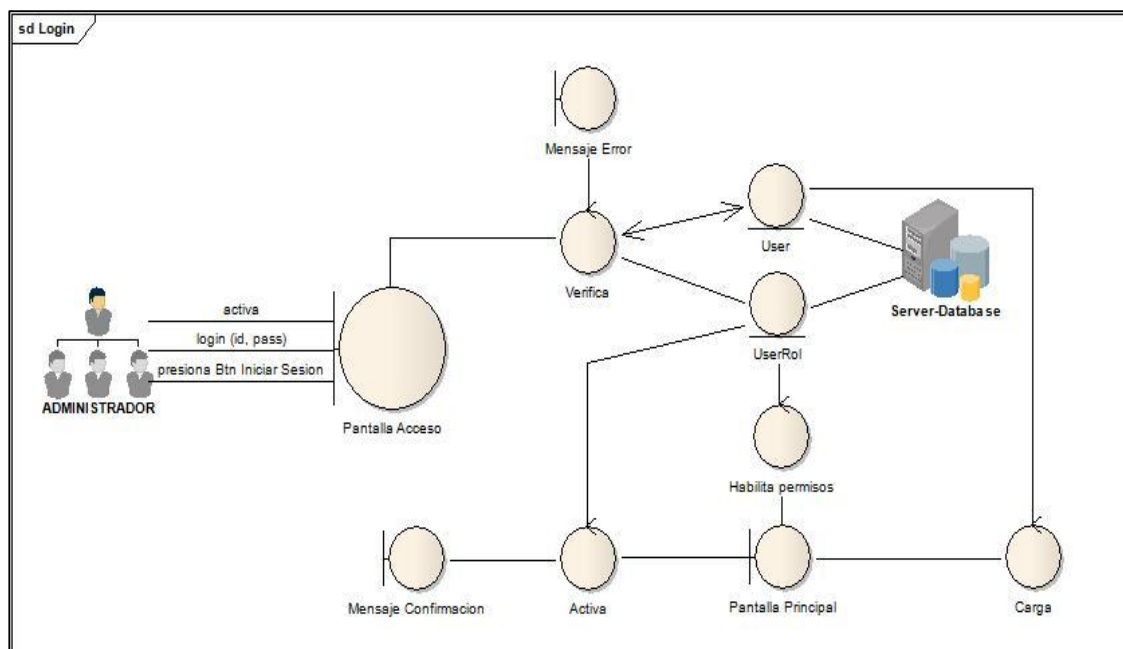 sd Login
Mensaje Error
User
Verifica
Server-Database
activa
login (id, pass)
UserRol
presiona Btn Iniciar Sesion
ADMINISTRADOR
Pantalla Acceso
Habilita permisos
Mensaje Confirmacion
Activa
Pantalla Principal
Carga